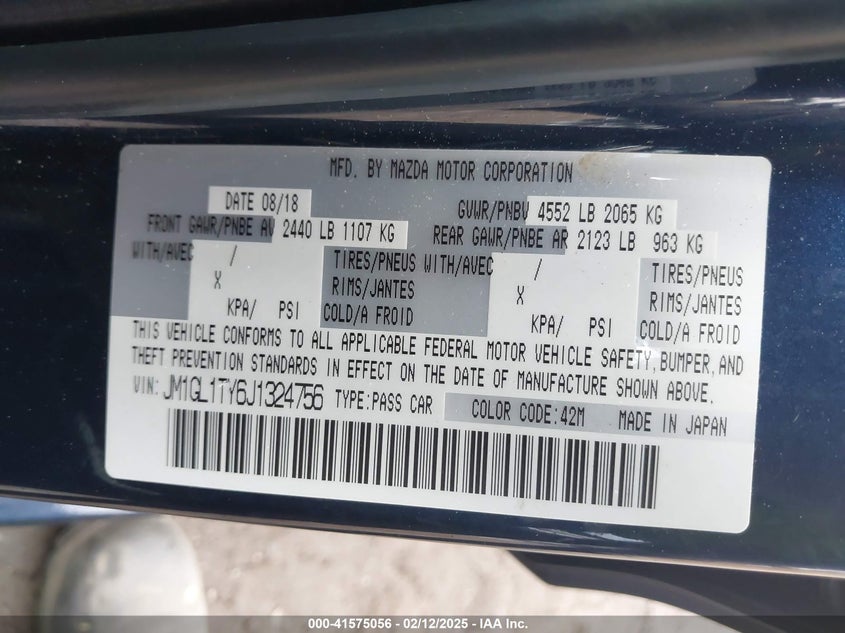 MFD. BY MAZDA MOTOR CORPORATION
DATE 08/18 GVWR/PNBV 4552 LB 2065 KG
FRONT GAWR/PNBE AV 2440 LB 1107 KG REAR GAWR/PNBE AR 2123 LB 963 KG
WITH/AVEC / TIRES/PNEUS WITH/AVEC / TIRES/PNEUS
X RIMS/JANTES X RIMS/JANTES
KPA/ PSI COLD/A FROID KPA/ PSI COLD/A FROID
THIS VEHICLE CONFORMS TO ALL APPLICABLE FEDERAL MOTOR VEHICLE SAFETY, BUMPER, AND
THEFT PREVENTION STANDARDS IN EFFECT ON THE DATE OF MANUFACTURE SHOWN ABOVE.
VIN: JM1GL1TY6J1324756 TYPE:PASS CAR COLOR CODE:42M MADE IN JAPAN
000-41575056 — 02/12/2025 — IAA Inc.